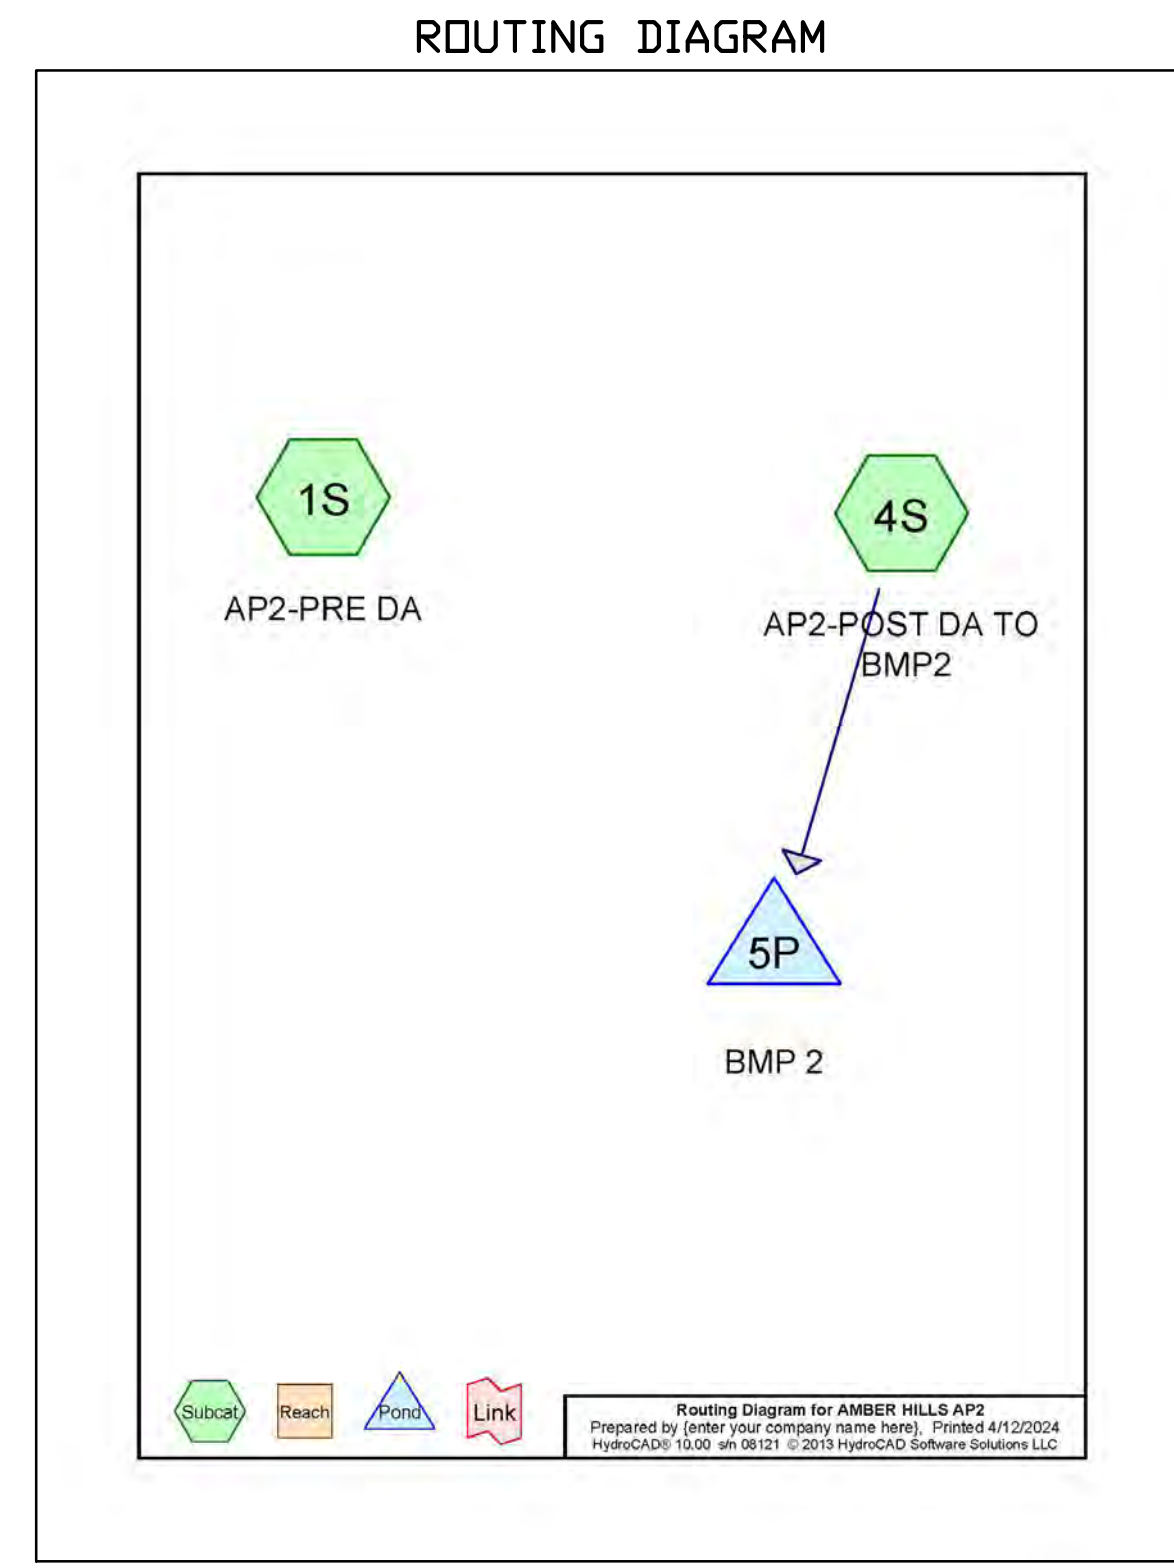 ROUTING DIAGRAM
1S
AP2-PRE DA
4S
AP2-POST DA TO
BMP2
5P
BMP 2
Subcat
Reach
Pond
Link
Routing Diagram for AMBER HILLS AP2
Prepared by {enter your company name here}, Printed 4/12/2024
HydroCAD® 10.00 s/n 08121 © 2013 HydroCAD Software Solutions LLC